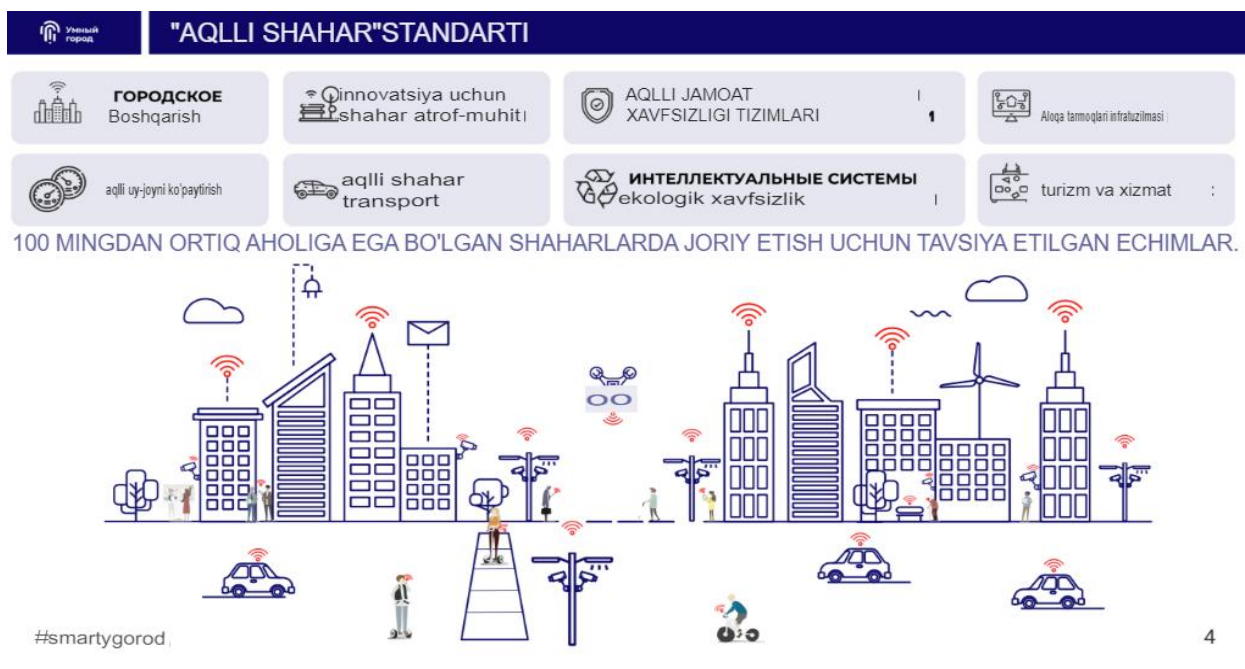 Умный
город
"AQLLI SHAHAR"STANDARTI
ГОРОДСКОЕ
Boshqarish
innovatsiya uchun
shahar atrof-muhiti
AQLLI JAMOAT
XAVFSIZLIGI TIZIMLARI
Aloqa tarmoqlari infratuzilmasi
aqlli uy-joyni ko'paytirish
aqlli shahar
transport
ИНТЕЛЛЕКТУАЛЬНЫЕ СИСТЕМЫ
ekologik xavfsizlik
turizm va xizmat
100 MINGDAN ORTIQ AHOLIGA EGA BO'LGAN SHAHARLARDA JORIY ETISH UCHUN TAVSIYA ETILGAN ECHIMLAR.
OO
#smartygorod
4